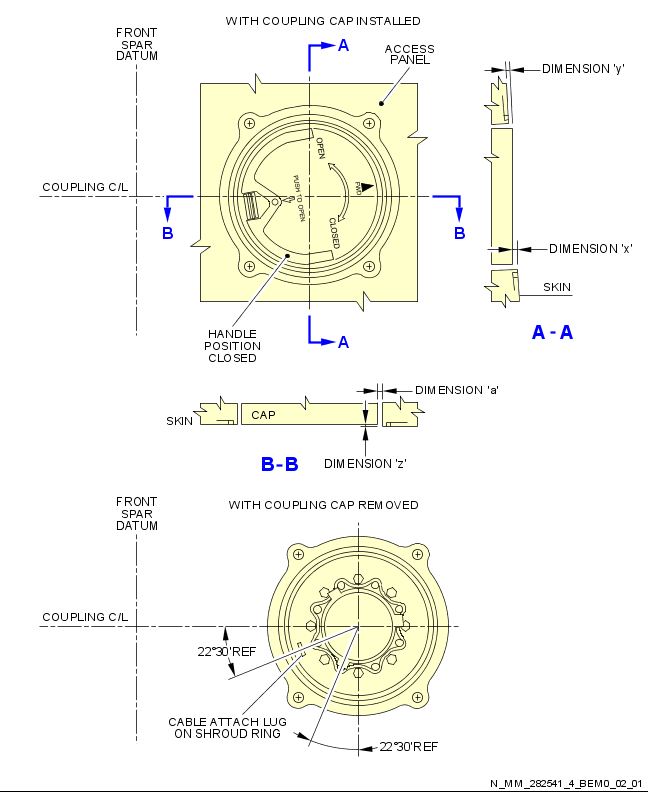 WITH COUPLING CAP INSTALLED
FRONT
SPAR
DATUM
A
ACCESS
PANEL
DIMENSION 'y'
OPEN
FWD
PUSH TO OPEN
CLOSED
COUPLING C/L
B
B
DIMENSION 'x'
SKIN
HANDLE
POSITION
CLOSED
A
A - A
DIMENSION 'a'
SKIN
CAP
B-B
DIMENSION 'z'
FRONT
SPAR
DATUM
WITH COUPLING CAP REMOVED
COUPLING C/L
22°30'REF
CABLE ATTACH LUG
ON SHROUD RING
22°30'REF
N_MM_282541_4_BEM0_02_01